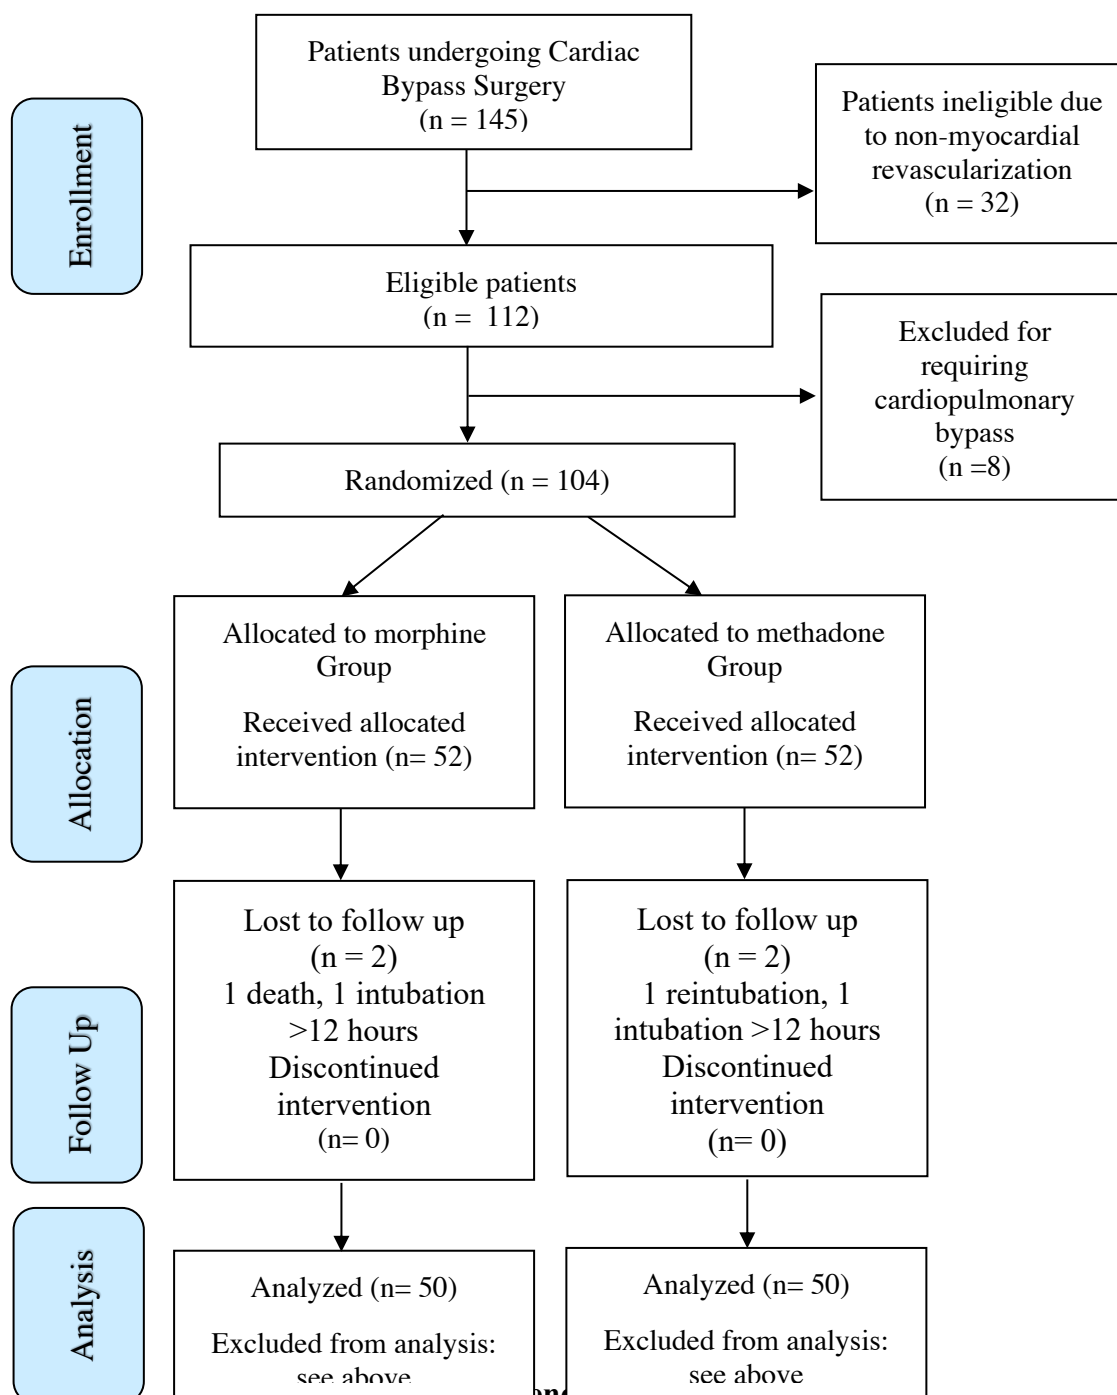 Patients undergoing Cardiac
Bypass Surgery
(n = 145)
Patients ineligible due
to non-myocardial
revascularization
(n = 32)
Enrollment
Eligible patients
(n =  112)
Excluded for
requiring
cardiopulmonary
bypass
(n =8)
Randomized (n = 104)
Allocation
Allocated to morphine
Group
Received allocated
intervention (n= 52)
Allocated to methadone
Group
Received allocated
intervention (n= 52)
Follow Up
Lost to follow up
(n = 2)
1 death, 1 intubation
>12 hours
Discontinued
intervention
(n= 0)
Lost to follow up
(n = 2)
1 reintubation, 1
intubation >12 hours
Discontinued
intervention
(n= 0)
Analysis
Analyzed (n= 50)
Excluded from analysis:
see above
Analyzed (n= 50)
Excluded from analysis:
see above